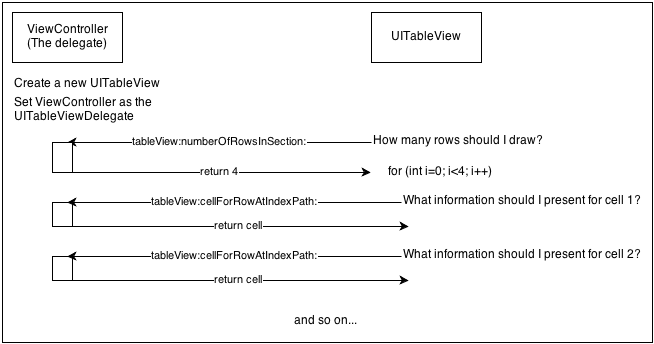 ViewController
(The delegate)
UITableView
Create a new UITableView
Set ViewController as the
UITableViewDelegate
tableView:numberOfRowsInSection:
How many rows should I draw?
return 4
for (int i=0; i<4; i++)
tableView:cellForRowAtIndexPath:
What information should I present for cell 1?
return cell
tableView:cellForRowAtIndexPath:
What information should I present for cell 2?
return cell
and so on...